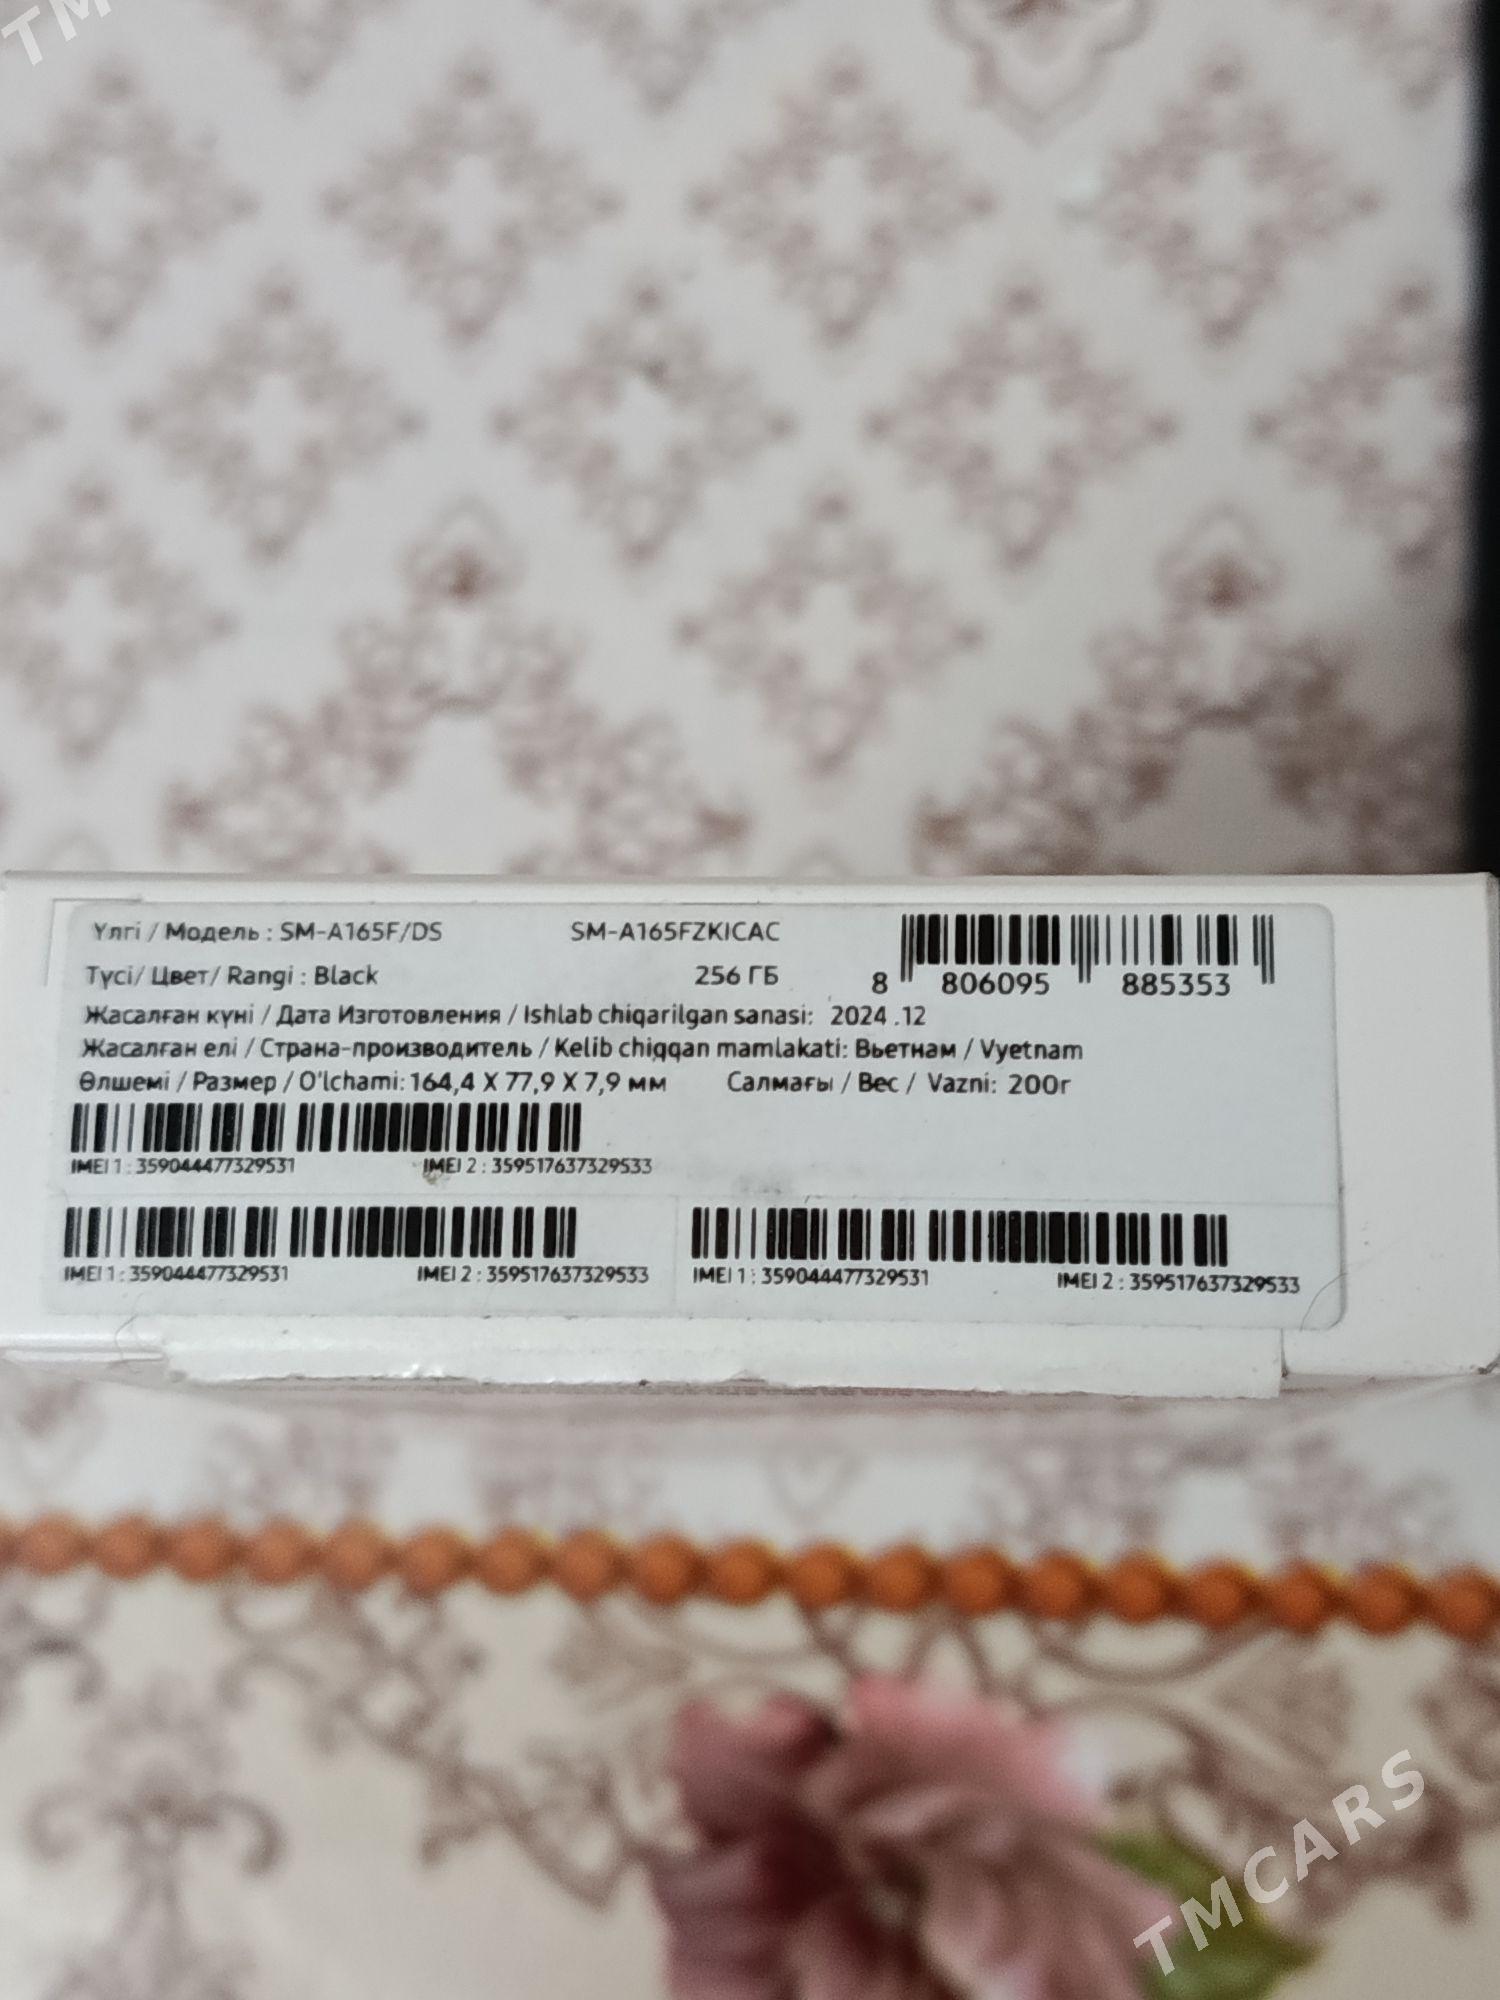 TM
Үлгі / Модель : SM-A165F/DS SM-A165FZKICAC
Түсі/ Цвет/ Rangi : Black 256 ГБ
8 806095 885353
Жасалған күні / Дата Изготовления / Ishlab chiqarilgan sanasi: 2024 .12
Жасалған елі / Страна-производитель / Kelib chiqqan mamlakati: Вьетнам / Vyetnam
Өлшемі / Размер / O'lchami: 164,4 X 77,9 X 7,9 мм Салмағы / Вес / Vazni: 200г
IMEI 1 : 359044477329531 IMEI 2 : 359517637329533
IMEI 1 : 359044477329531 IMEI 2 : 359517637329533 IMEI 1 : 359044477329531 IMEI 2 : 359517637329533
TMCARS